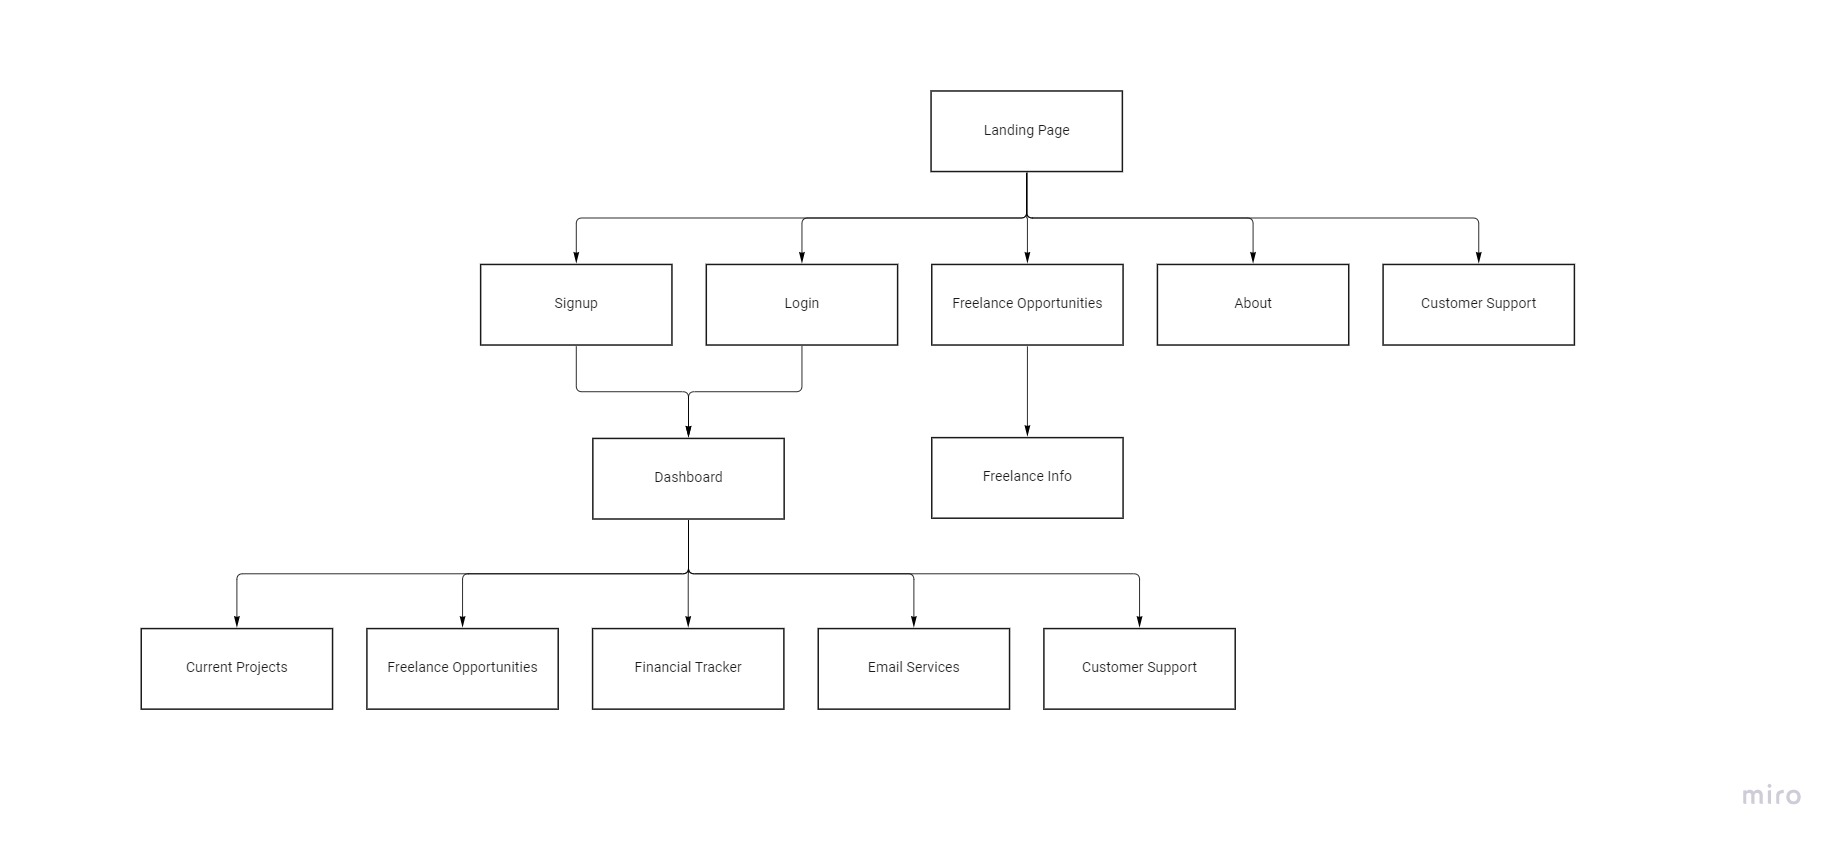 Landing Page
Signup
Login
Freelance Opportunities
About
Customer Support
Dashboard
Freelance Info
Current Projects
Freelance Opportunities
Financial Tracker
Email Services
Customer Support
miro